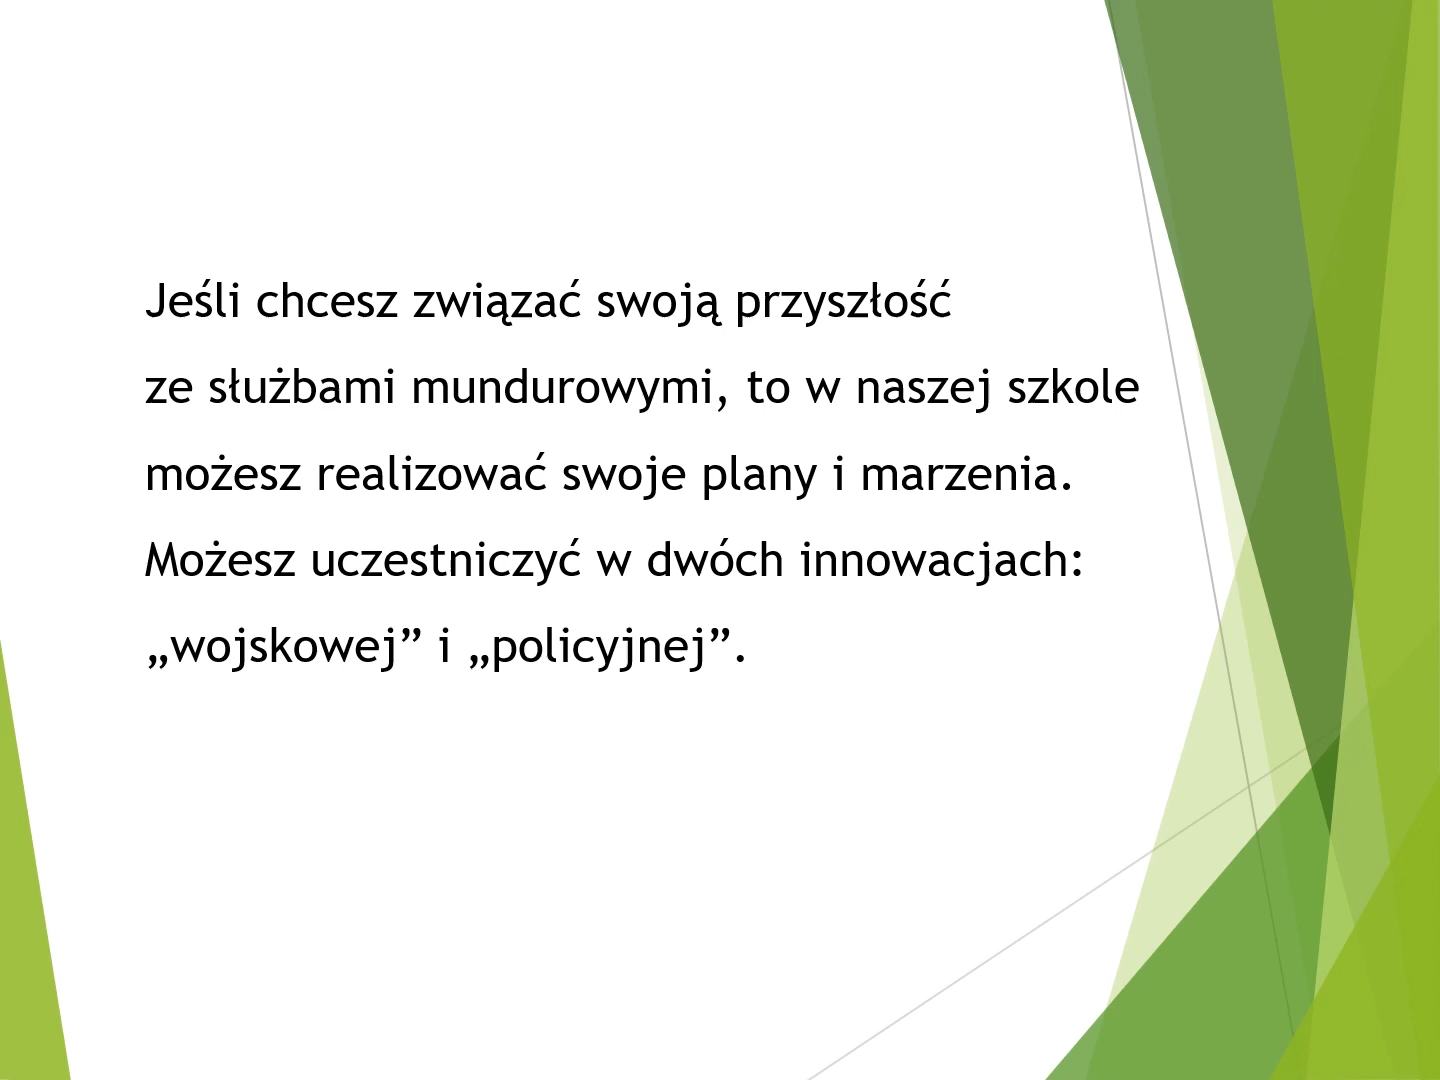 Jeśli chcesz związać swoją przyszłość
ze służbami mundurowymi, to w naszej szkole
możesz realizować swoje plany i marzenia.
Możesz uczestniczyć w dwóch innowacjach:
„wojskowej” i „policyjnej”.